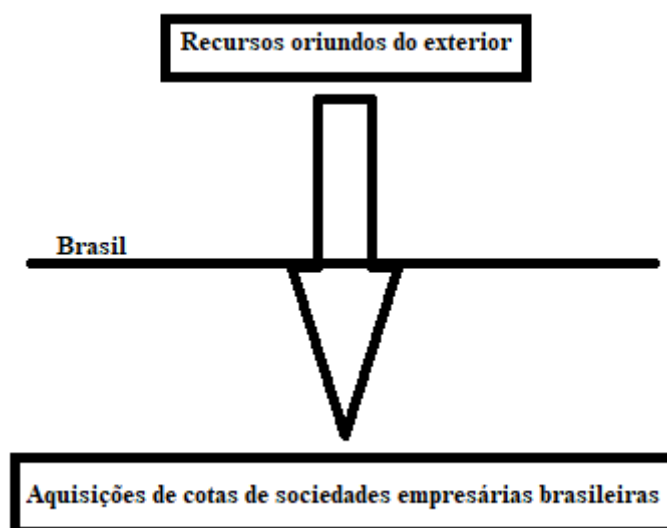 Recursos oriundos do exterior
Brasil
Aquisições de cotas de sociedades empresárias brasileiras